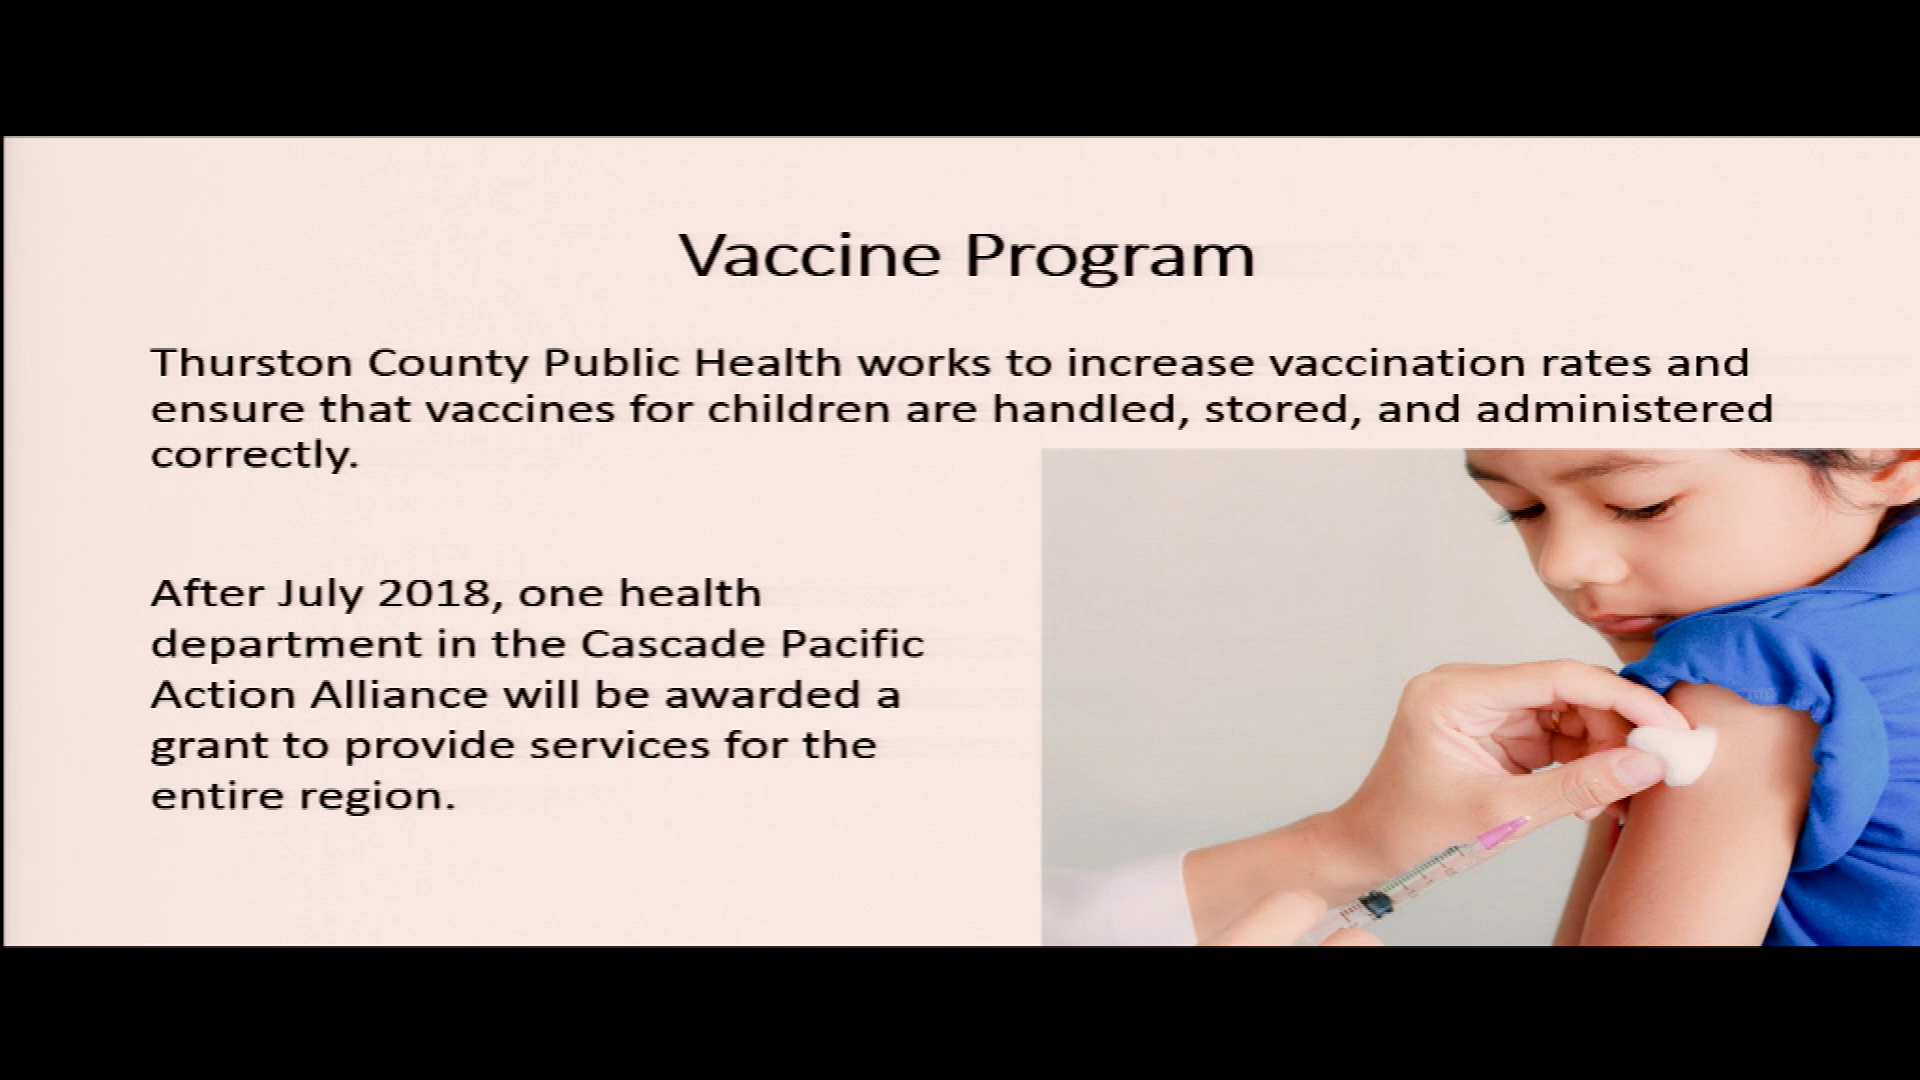 Vaccine Program
Thurston County Public Health works to increase vaccination rates and
ensure that vaccines for children are handled, stored, and administered
correctly.
After July 2018, one health
department in the Cascade Pacific
Action Alliance will be awarded a
grant to provide services for the
entire region.